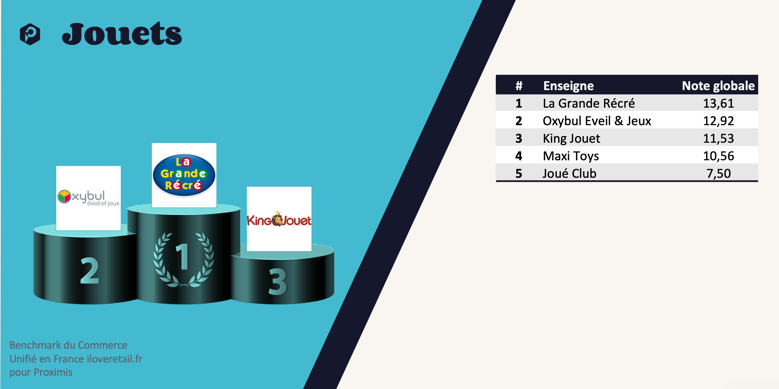 Jouets
# Enseigne Note globale
1 La Grande Récré 13,61
2 Oxybul Eveil & Jeux 12,92
3 King Jouet 11,53
4 Maxi Toys 10,56
5 Joué Club 7,50
La
Grande
Récré
oxybul
éveil et jeux
King Jouet
1
2
3
Benchmark du Commerce
Unifié en France iloveretail.fr
pour Proximis